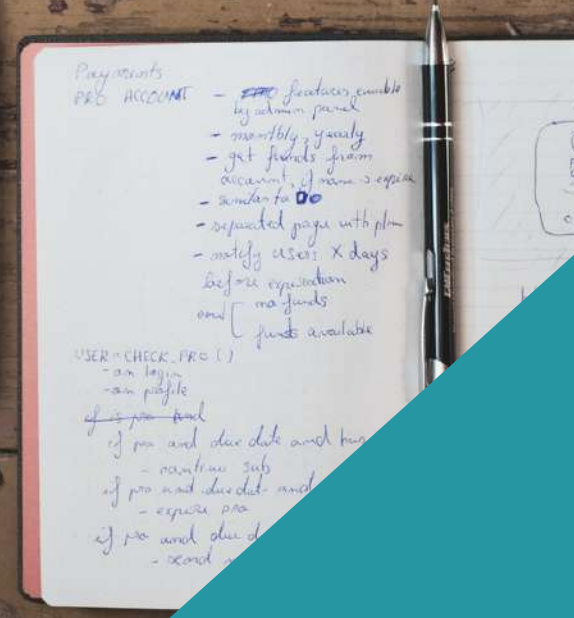 Payments
PRO ACCOUNT - features enable
by admin panel
- monthly, yearly
- get funds from
account, if none > expire
- similar to DO
- separated page with plan
- notify users X days
before expiration
and [ no funds
funds available
USER::CHECK_PRO()
- on login
- on profile
if is pro and
if pro and due date and
- continue sub
if pro and due date and
- expire pro
if pro and due d
- send